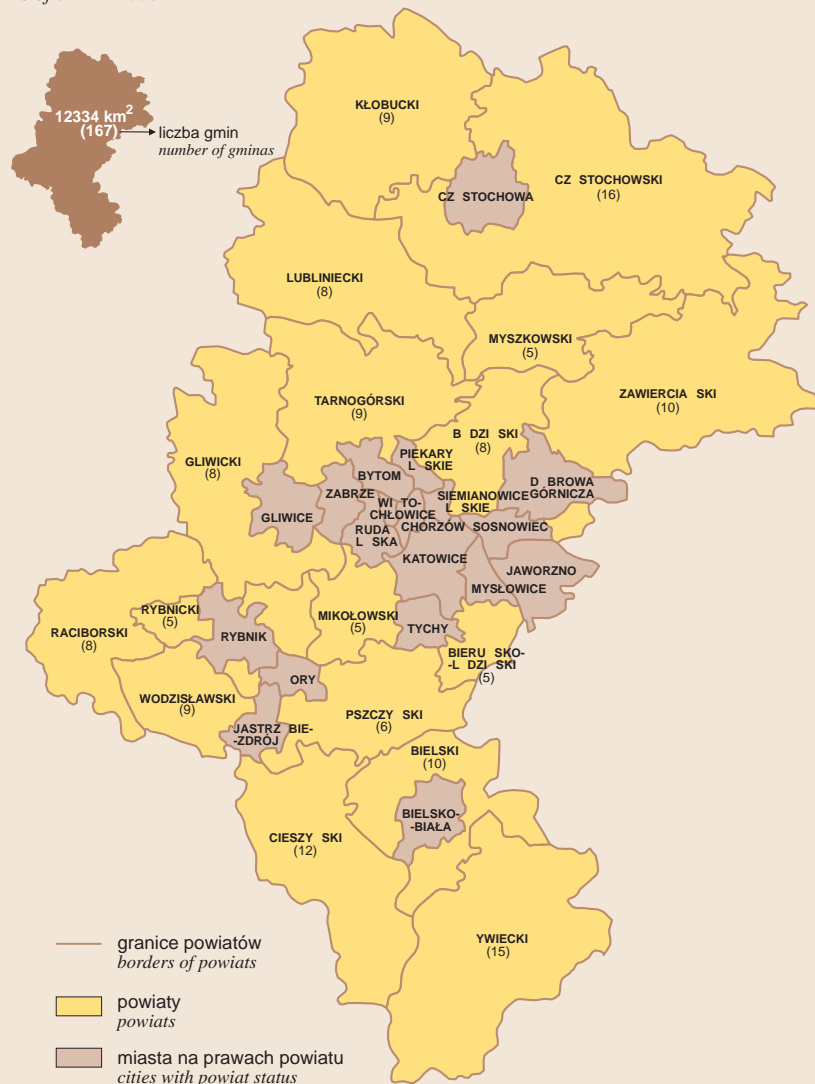 12334 km²
(167)
liczba gmin
number of gminas
KŁOBUCKI
(9)
CZ STOCHOWA
CZ STOCHOWSKI
(16)
LUBLINIECKI
(8)
MYSZKOWSKI
(5)
ZAWIERCIA SKI
(10)
TARNOGÓRSKI
(9)
B DZI SKI
(8)
GLIWICKI
(8)
PIEKARY
L SKIE
BYTOM
D BROWA
GÓRNICZA
ZABRZE
SIEMIANOWICE
L SKIE
WI TO-
CHŁOWICE
GLIWICE
CHORZÓW
SOSNOWIEC
RUDA
L SKA
KATOWICE
JAWORZNO
MYSŁOWICE
RYBNICKI
(5)
MIKOŁOWSKI
(5)
TYCHY
RACIBORSKI
(8)
RYBNIK
BIERU SKO-
-L DZI SKI
(5)
ORY
WODZISŁAWSKI
(9)
PSZCZY SKI
(6)
JASTRZ BIE-
-ZDRÓJ
BIELSKI
(10)
BIELSKO-
-BIAŁA
CIESZY SKI
(12)
YWIECKI
(15)
granice powiatów
borders of powiats
powiaty
powiats
miasta na prawach powiatu
cities with powiat status